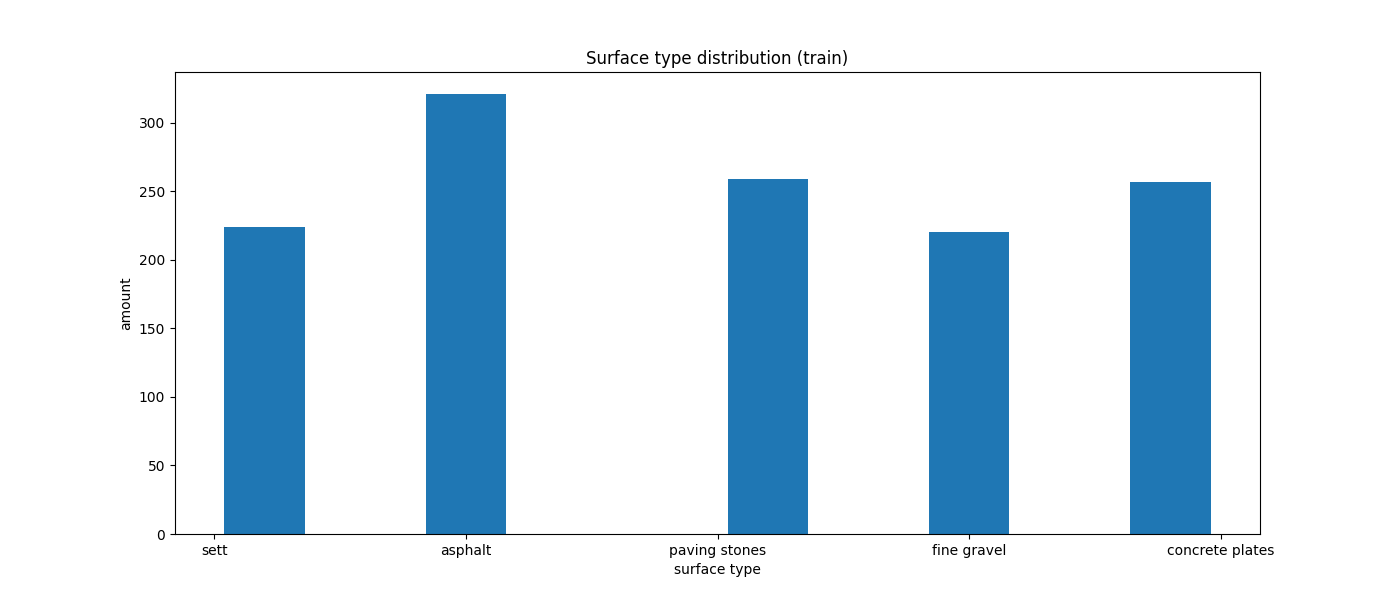 Surface type distribution (train)
300
250
200
150
100
50
0
amount
sett asphalt paving stones fine gravel concrete plates
surface type